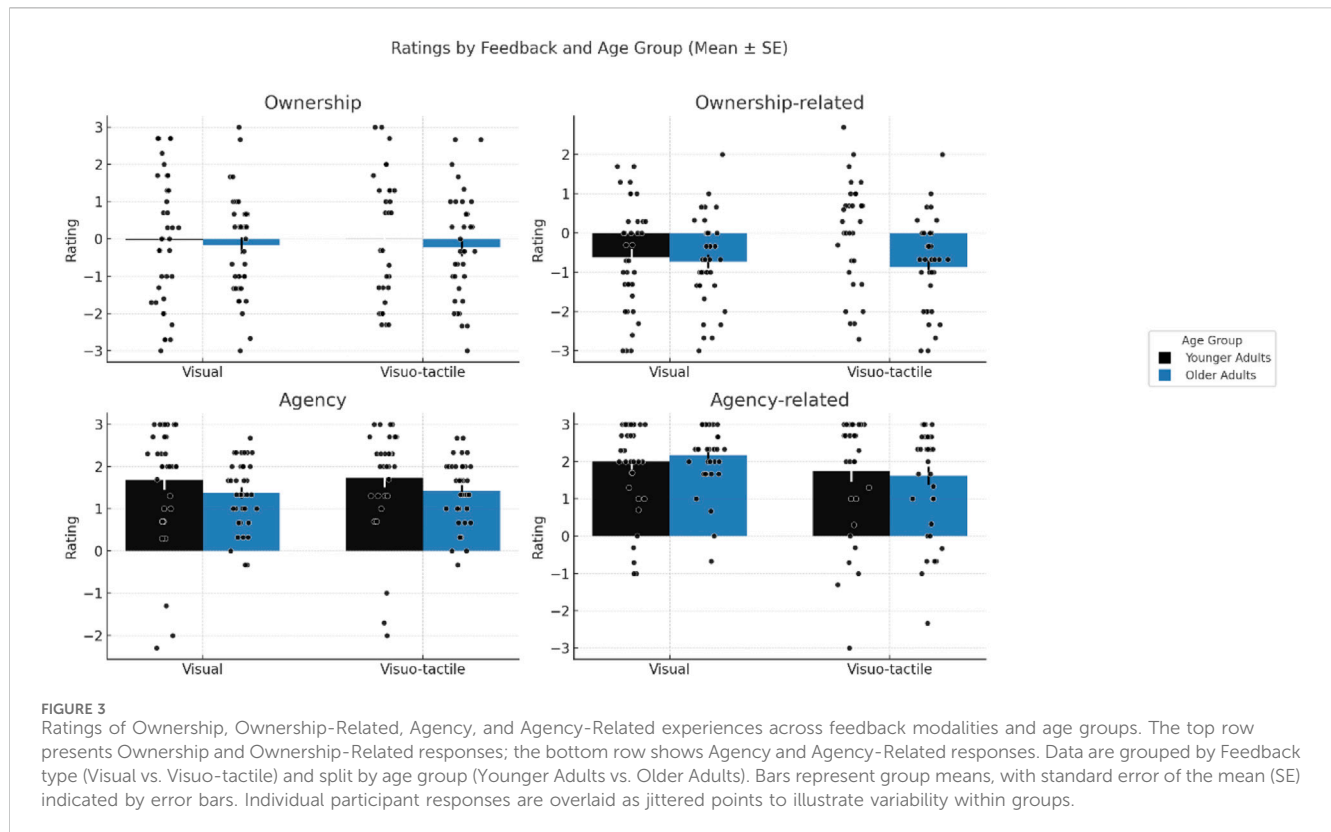 Ratings by Feedback and Age Group (Mean ± SE)
Ownership
Ownership-related
3
2
1
0
−1
−2
−3
Rating
Visual
Visuo-tactile
2
1
0
−1
−2
−3
Rating
Visual
Visuo-tactile
Age Group
Younger Adults
Older Adults
Agency
Agency-related
3
2
1
0
−1
−2
Rating
Visual
Visuo-tactile
3
2
1
0
−1
−2
−3
Rating
Visual
Visuo-tactile
FIGURE 3
Ratings of Ownership, Ownership-Related, Agency, and Agency-Related experiences across feedback modalities and age groups. The top row
presents Ownership and Ownership-Related responses; the bottom row shows Agency and Agency-Related responses. Data are grouped by Feedback
type (Visual vs. Visuo-tactile) and split by age group (Younger Adults vs. Older Adults). Bars represent group means, with standard error of the mean (SE)
indicated by error bars. Individual participant responses are overlaid as jittered points to illustrate variability within groups.